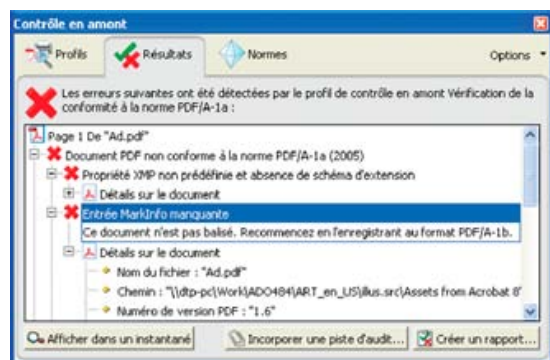 Contrôle en amont
Profils Résultats Normes Options
Les erreurs suivantes ont été détectées par le profil de contrôle en amont Vérification de la
conformité à la norme PDF/A-1a :
Page 1 De "Ad.pdf"
Document PDF non conforme à la norme PDF/A-1a (2005)
Propriété XMP non prédéfinie et absence de schéma d'extension
Détails sur le document
Entrée MarkInfo manquante
Ce document n'est pas balisé. Recommencez en l'enregistrant au format PDF/A-1b.
Détails sur le document
Nom du fichier : "Ad.pdf"
Chemin : "\\dtp-pc\Work\ADO484\ART_en_US\illus.src\Assets from Acrobat 8
Numéro de version PDF : "1.6"
Afficher dans un instantané Incorporer une piste d'audit... Créer un rapport...